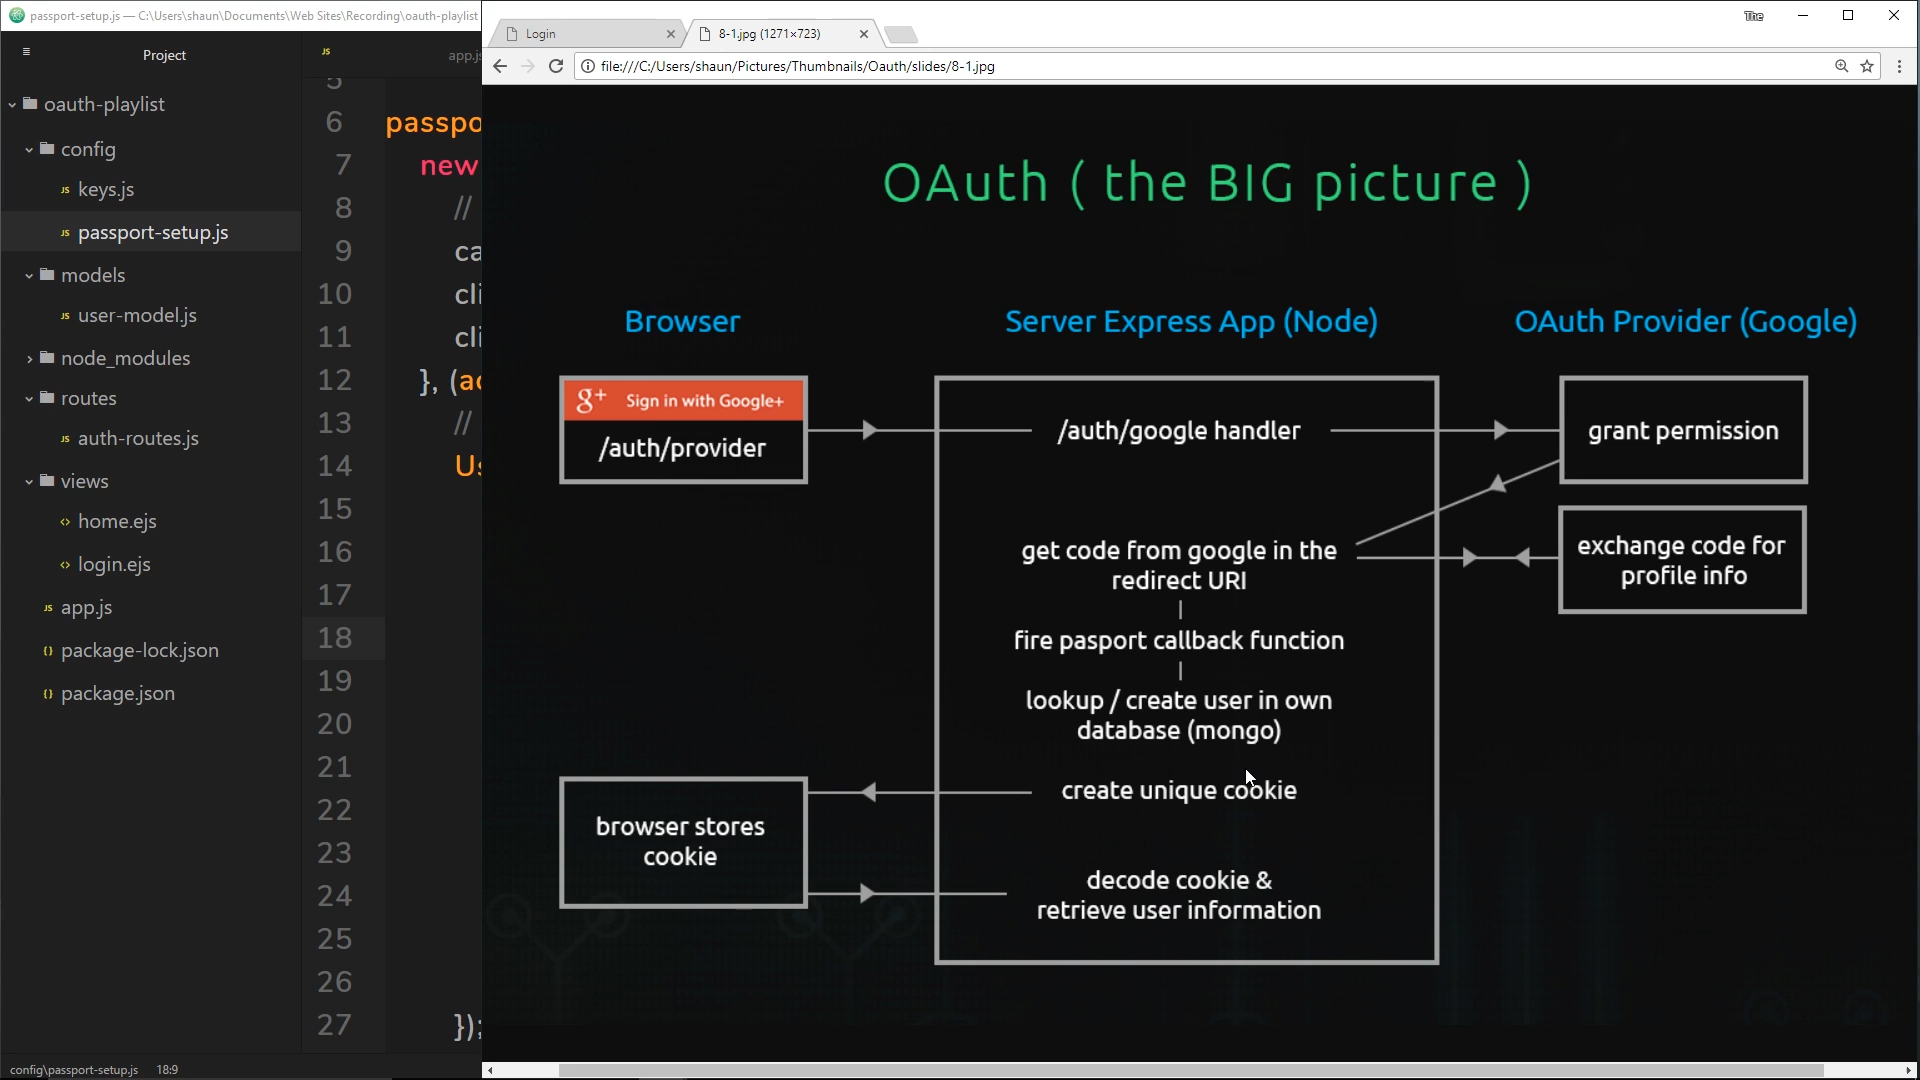 passport-setup.js — C:\Users\shaun\Documents\Web Sites\Recording\oauth-playlist
Project
oauth-playlist
config
JS keys.js
JS passport-setup.js
models
JS user-model.js
node_modules
routes
JS auth-routes.js
views
<> home.ejs
<> login.ejs
JS app.js
{} package-lock.json
{} package.json
config\passport-setup.js 18:9
JS app.js
5
6 passpo
7 new
8 //
9 ca
10 cli
11 cli
12 }, (ac
13 //
14 Us
15
16
17
18
19
20
21
22
23
24
25
26
27 });
The
Login
8-1.jpg (1271×723)
file:///C:/Users/shaun/Pictures/Thumbnails/Oauth/slides/8-1.jpg
OAuth ( the BIG picture )
Browser
Server Express App (Node)
OAuth Provider (Google)
g+ Sign in with Google+
/auth/provider
/auth/google handler
grant permission
get code from google in the
redirect URI
exchange code for
profile info
fire pasport callback function
lookup / create user in own
database (mongo)
create unique cookie
browser stores
cookie
decode cookie &
retrieve user information